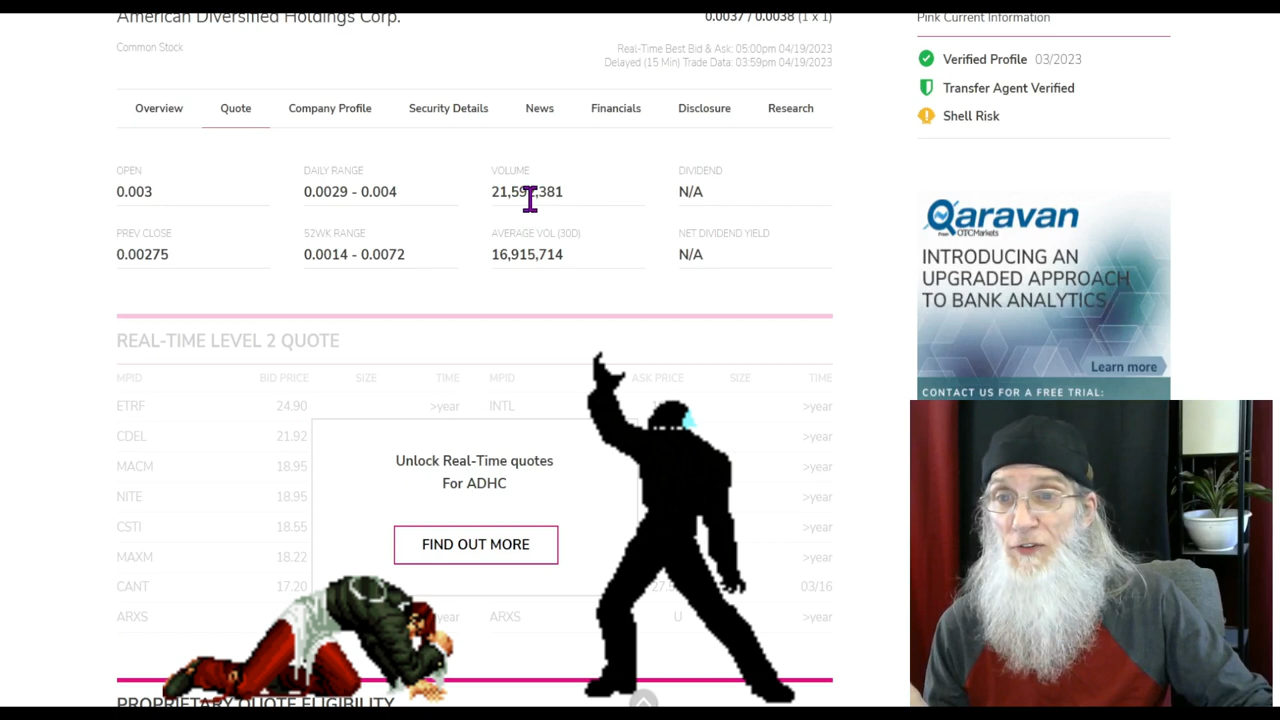 American Diversified Holdings Corp.
0.0037 / 0.0038 (1 x 1)
Common Stock
Real-Time Best Bid & Ask: 05:00pm 04/19/2023
Delayed (15 Min) Trade Data: 03:59pm 04/19/2023
Overview Quote Company Profile Security Details News Financials Disclosure Research
OPEN DAILY RANGE VOLUME DIVIDEND
0.003 0.0029 - 0.004 N/A
PREV CLOSE 52WK RANGE AVERAGE VOL (30D) NET DIVIDEND YIELD
0.00275 0.0014 - 0.0072 16,915,714 N/A
REAL-TIME LEVEL 2 QUOTE
MPID BID PRICE SIZE TIME MPID ASK PRICE SIZE TIME
ETRF 24.90 >year INTL >year
CDEL 21.92 >year
MACM 18.95 >year
NITE 18.95 >year
CSTI 18.55 >year
MAXM 18.22 >year
CANT 17.20 03/16
ARXS ARXS U >year
Unlock Real-Time quotes
For ADHC
FIND OUT MORE
PROPRIETARY QUOTE ELIGIBILITY
Pink Current Information
Verified Profile 03/2023
Transfer Agent Verified
Shell Risk
Qaravan
From OTCMarkets
INTRODUCING AN
UPGRADED APPROACH
TO BANK ANALYTICS
Learn more
CONTACT US FOR A FREE TRIAL: